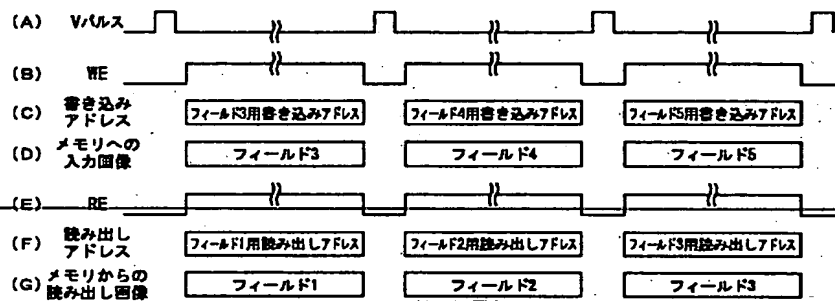 (A) Vパルス
(B) WE
(C) 書き込みアドレス フィールド3用書き込みアドレス フィールド4用書き込みアドレス フィールド5用書き込みアドレス
(D) メモリへの入力画像 フィールド3 フィールド4 フィールド5
(E) RE
(F) 読み出しアドレス フィールド1用読み出しアドレス フィールド2用読み出しアドレス フィールド3用読み出しアドレス
(G) メモリからの読み出し画像 フィールド1 フィールド2 フィールド3